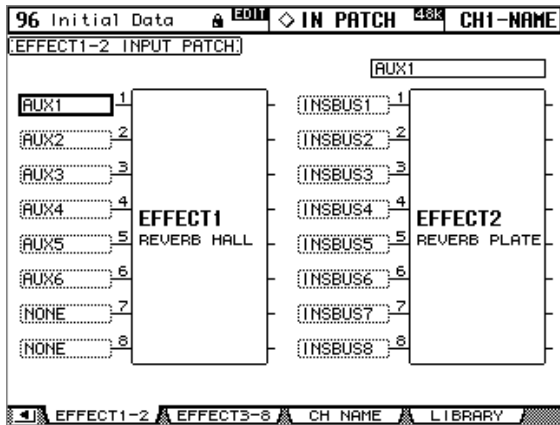 96 Initial Data EDIT IN PATCH 48K CH1-NAME
EFFECT1-2 INPUT PATCH
AUX1
AUX1 1
AUX2 2
AUX3 3
AUX4 4
AUX5 5
AUX6 6
NONE 7
NONE 8
EFFECT1
REVERB HALL
INSBUS1 1
INSBUS2 2
INSBUS3 3
INSBUS4 4
INSBUS5 5
INSBUS6 6
INSBUS7 7
INSBUS8 8
EFFECT2
REVERB PLATE
EFFECT1-2 EFFECT3-8 CH NAME LIBRARY